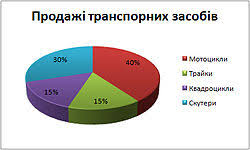 Продажі транспорних засобів
30%
40%
15%
15%
Мотоцикли
Трайки
Квадроцикли
Скутери